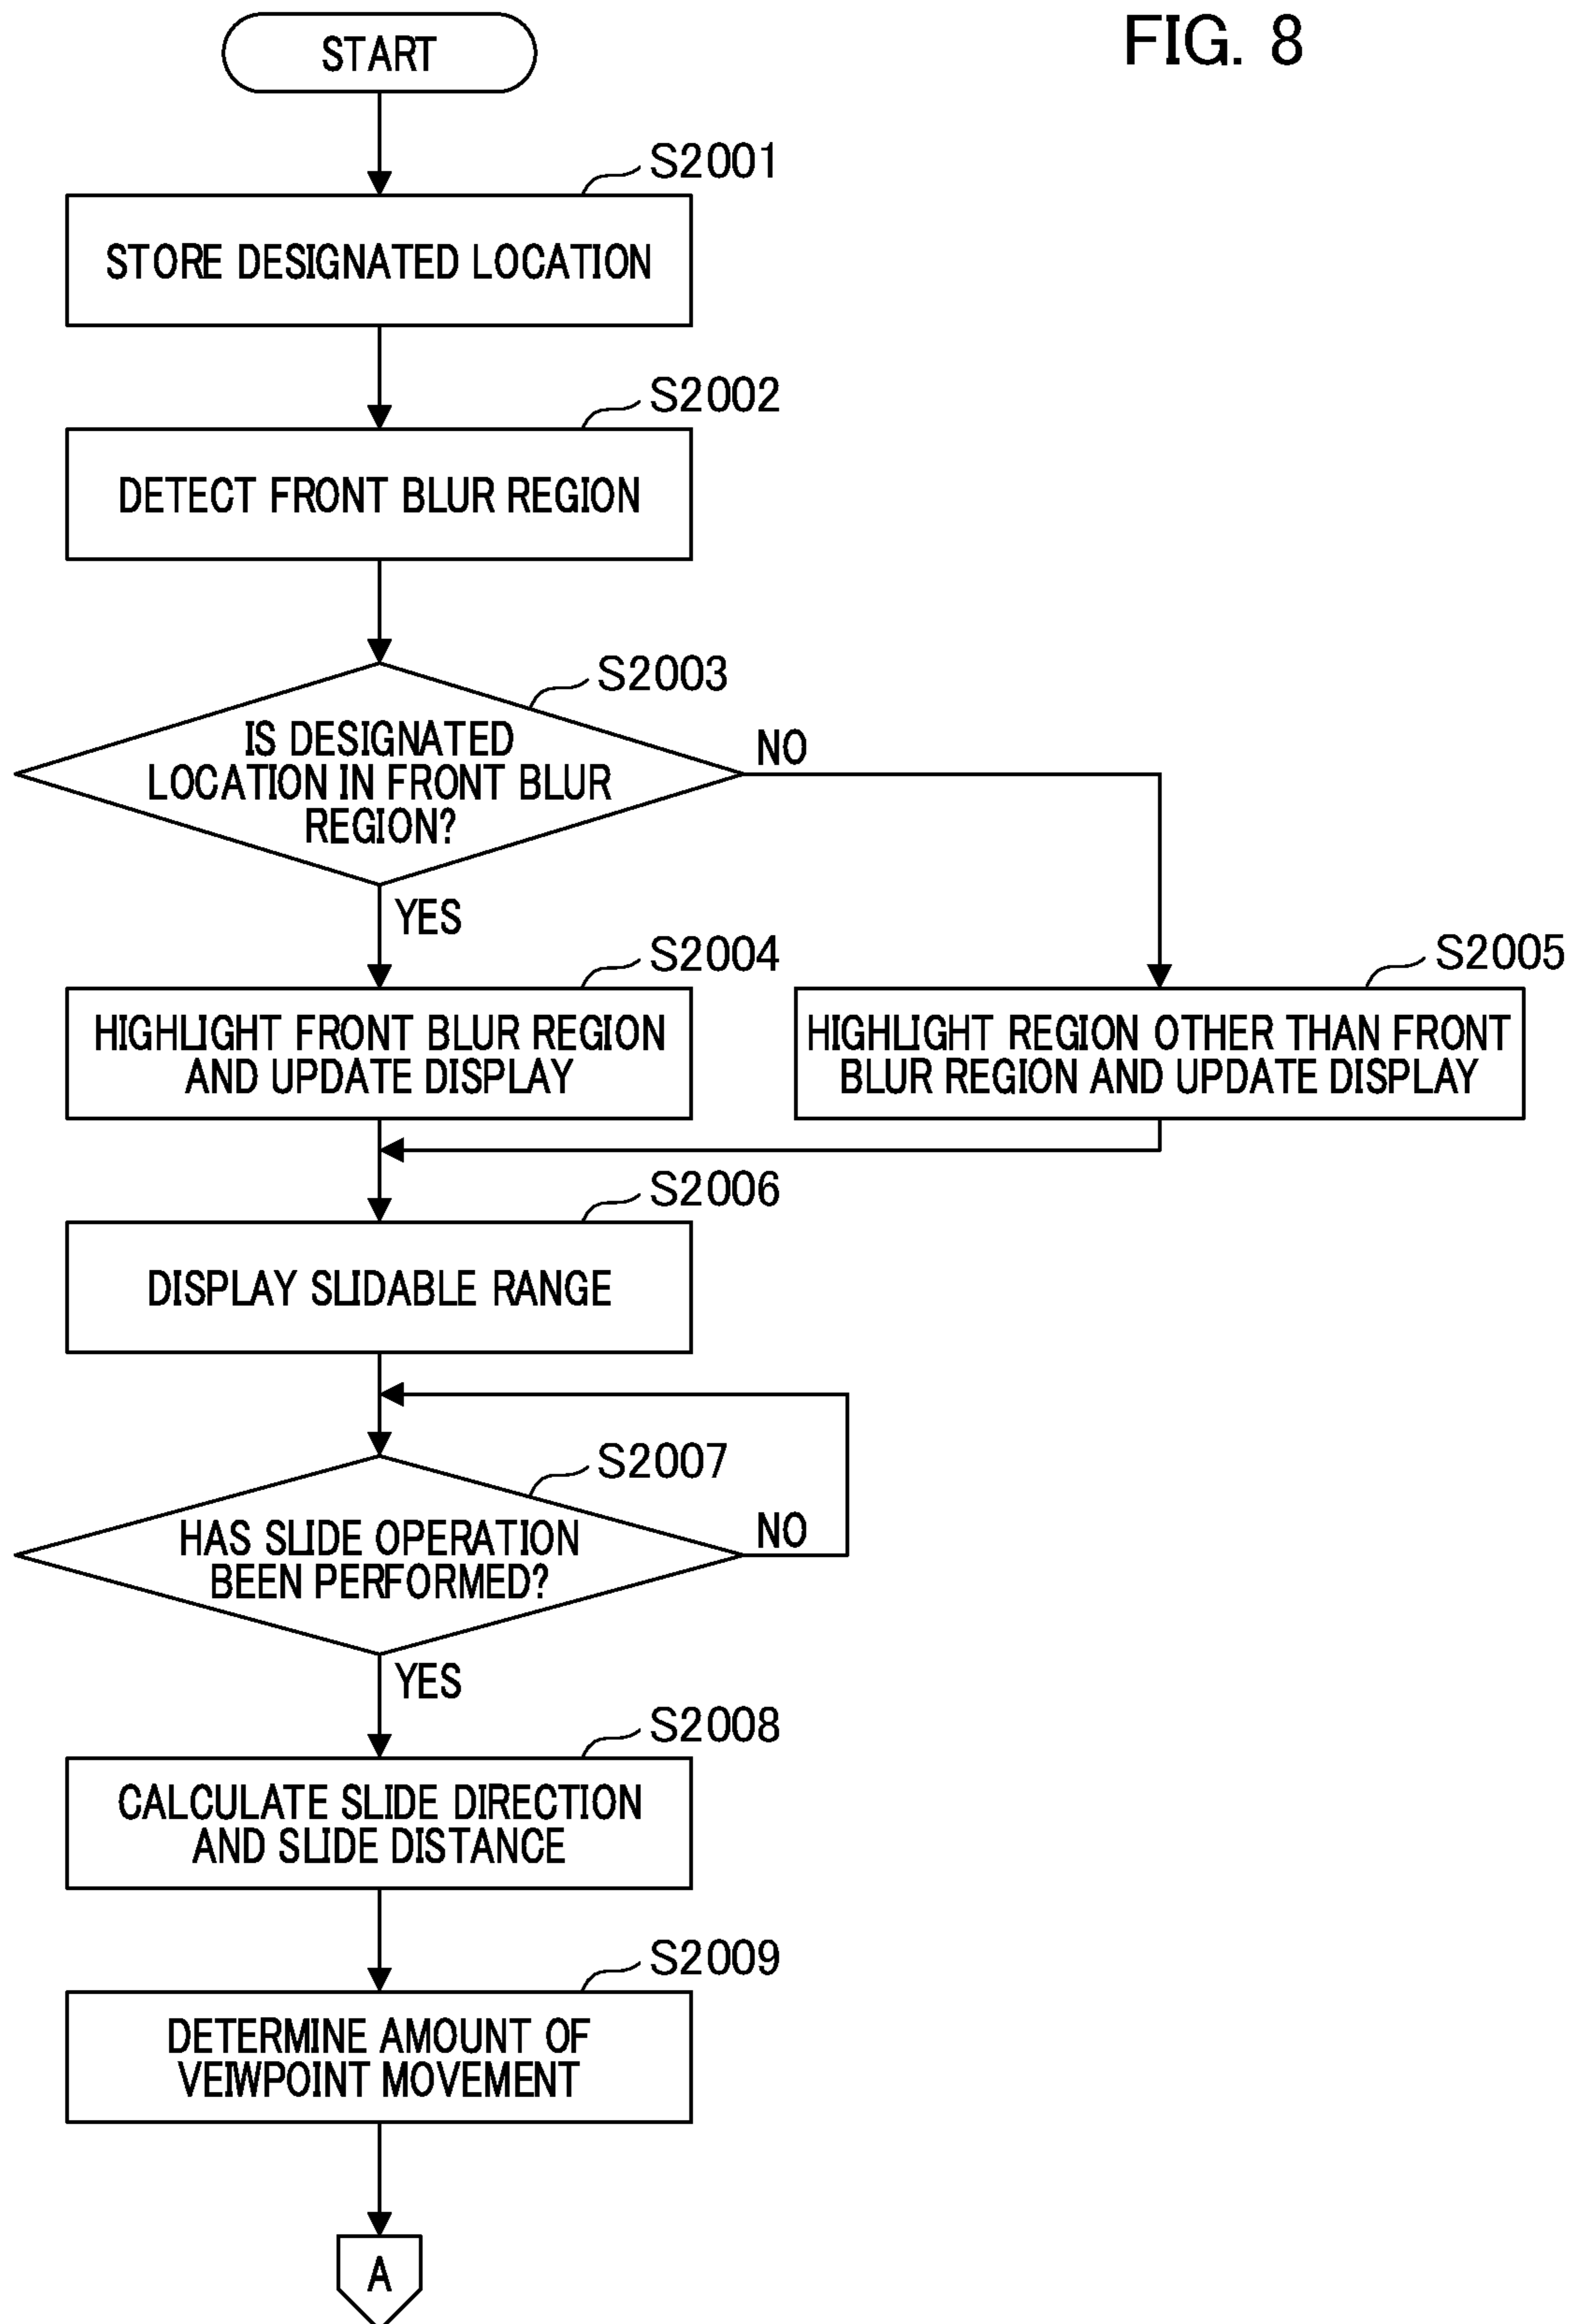 FIG. 8
START
S2001
STORE DESIGNATED LOCATION
S2002
DETECT FRONT BLUR REGION
S2003
IS DESIGNATED
LOCATION IN FRONT BLUR
REGION?
NO
YES
S2004
HIGHLIGHT FRONT BLUR REGION
AND UPDATE DISPLAY
S2005
HIGHLIGHT REGION OTHER THAN FRONT
BLUR REGION AND UPDATE DISPLAY
S2006
DISPLAY SLIDABLE RANGE
S2007
HAS SLIDE OPERATION
BEEN PERFORMED?
NO
YES
S2008
CALCULATE SLIDE DIRECTION
AND SLIDE DISTANCE
S2009
DETERMINE AMOUNT OF
VEIWPOINT MOVEMENT
A